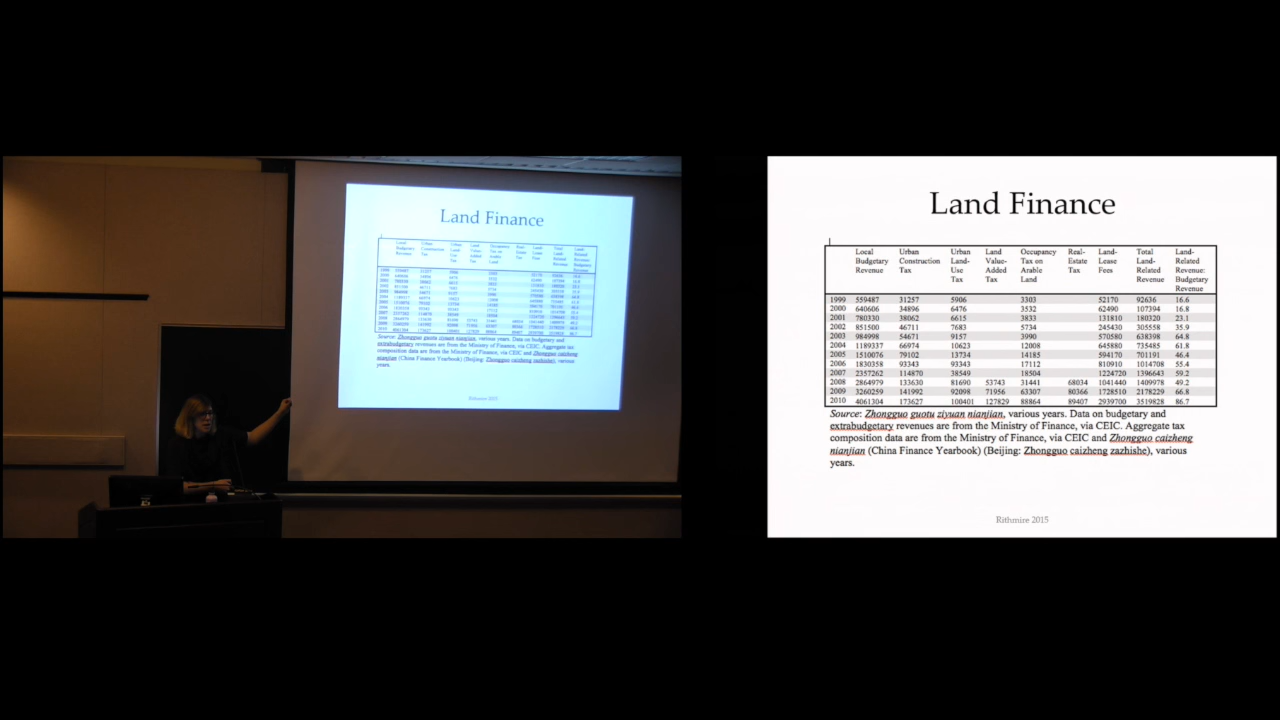 Land Finance
Local Budgetary Revenue Urban Construction Tax Urban Land-Use Tax Land Value-Added Tax Occupancy Tax on Arable Land Real-Estate Tax Land-Lease Fees Total Land-Related Revenue Land-Related Revenue: Budgetary Revenue
1999 559487 31257 5906 3303 52170 92636 16.6
2000 640606 34896 6476 3532 62490 107394 16.8
2001 780330 38062 6615 3833 131810 180320 23.1
2002 851500 46711 7683 5734 245430 305558 35.9
2003 984998 54671 9157 3990 570580 638398 64.8
2004 1189337 66974 10623 12008 645880 735485 61.8
2005 1510076 79102 13734 14185 594170 701191 46.4
2006 1830358 93343 93343 17112 810910 1014708 55.4
2007 2357262 114870 38549 18504 1224720 1396643 59.2
2008 2864979 133630 81690 53743 31441 68034 1041440 1409978 49.2
2009 3260259 141992 92098 71956 63307 80366 1728510 2178229 66.8
2010 4061304 173627 100401 127829 88864 89407 2939700 3519828 86.7
Source: Zhongguo guotu ziyuan nianjian, various years. Data on budgetary and
extrabudgetary revenues are from the Ministry of Finance, via CEIC. Aggregate tax
composition data are from the Ministry of Finance, via CEIC and Zhongguo caizheng
nianjian (China Finance Yearbook) (Beijing: Zhongguo caizheng zazhishe), various
years.
Rithmire 2015